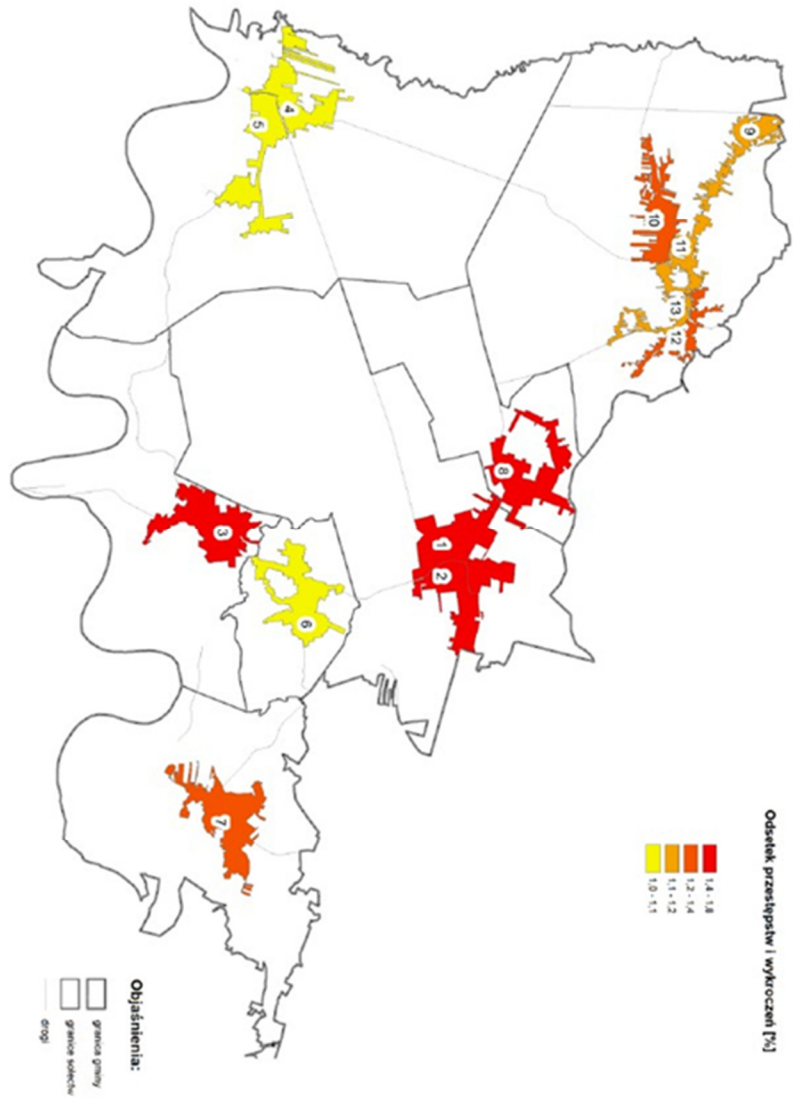 9
10
11
13
12
4
5
8
1
2
3
6
7
Odsetek przestępstw i wykroczeń [%]
1,4 - 1,8
1,2 - 1,4
1,1 - 1,2
1,0 - 1,1
Objaśnienia:
granica gminy
granice sołectw
drogi